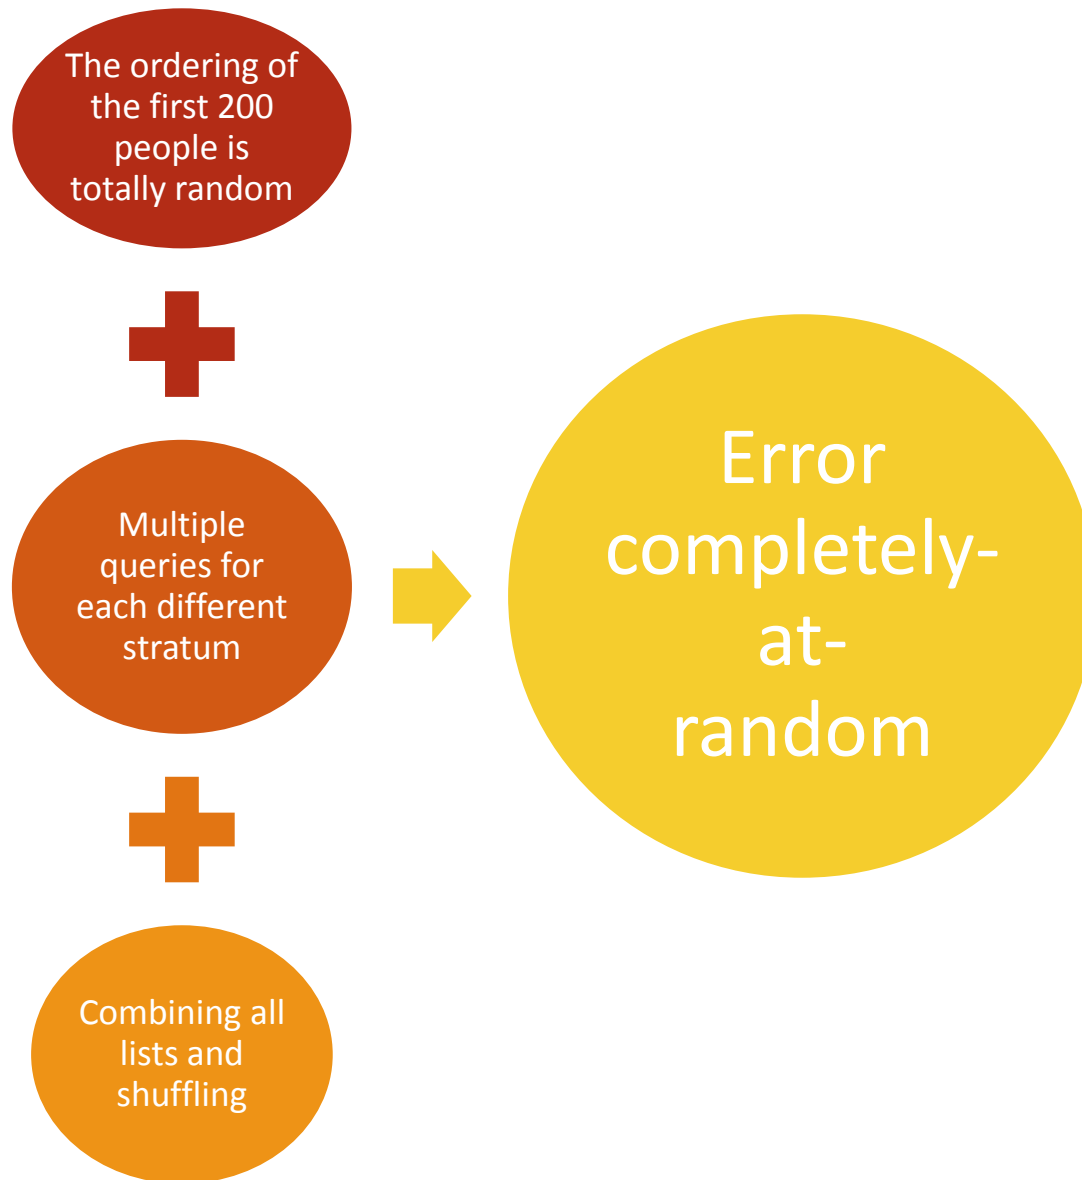 The ordering of
the first 200
people is
totally random
Multiple
queries for
each different
stratum
Combining all
lists and
shuffling
Error
completely-
at-
random